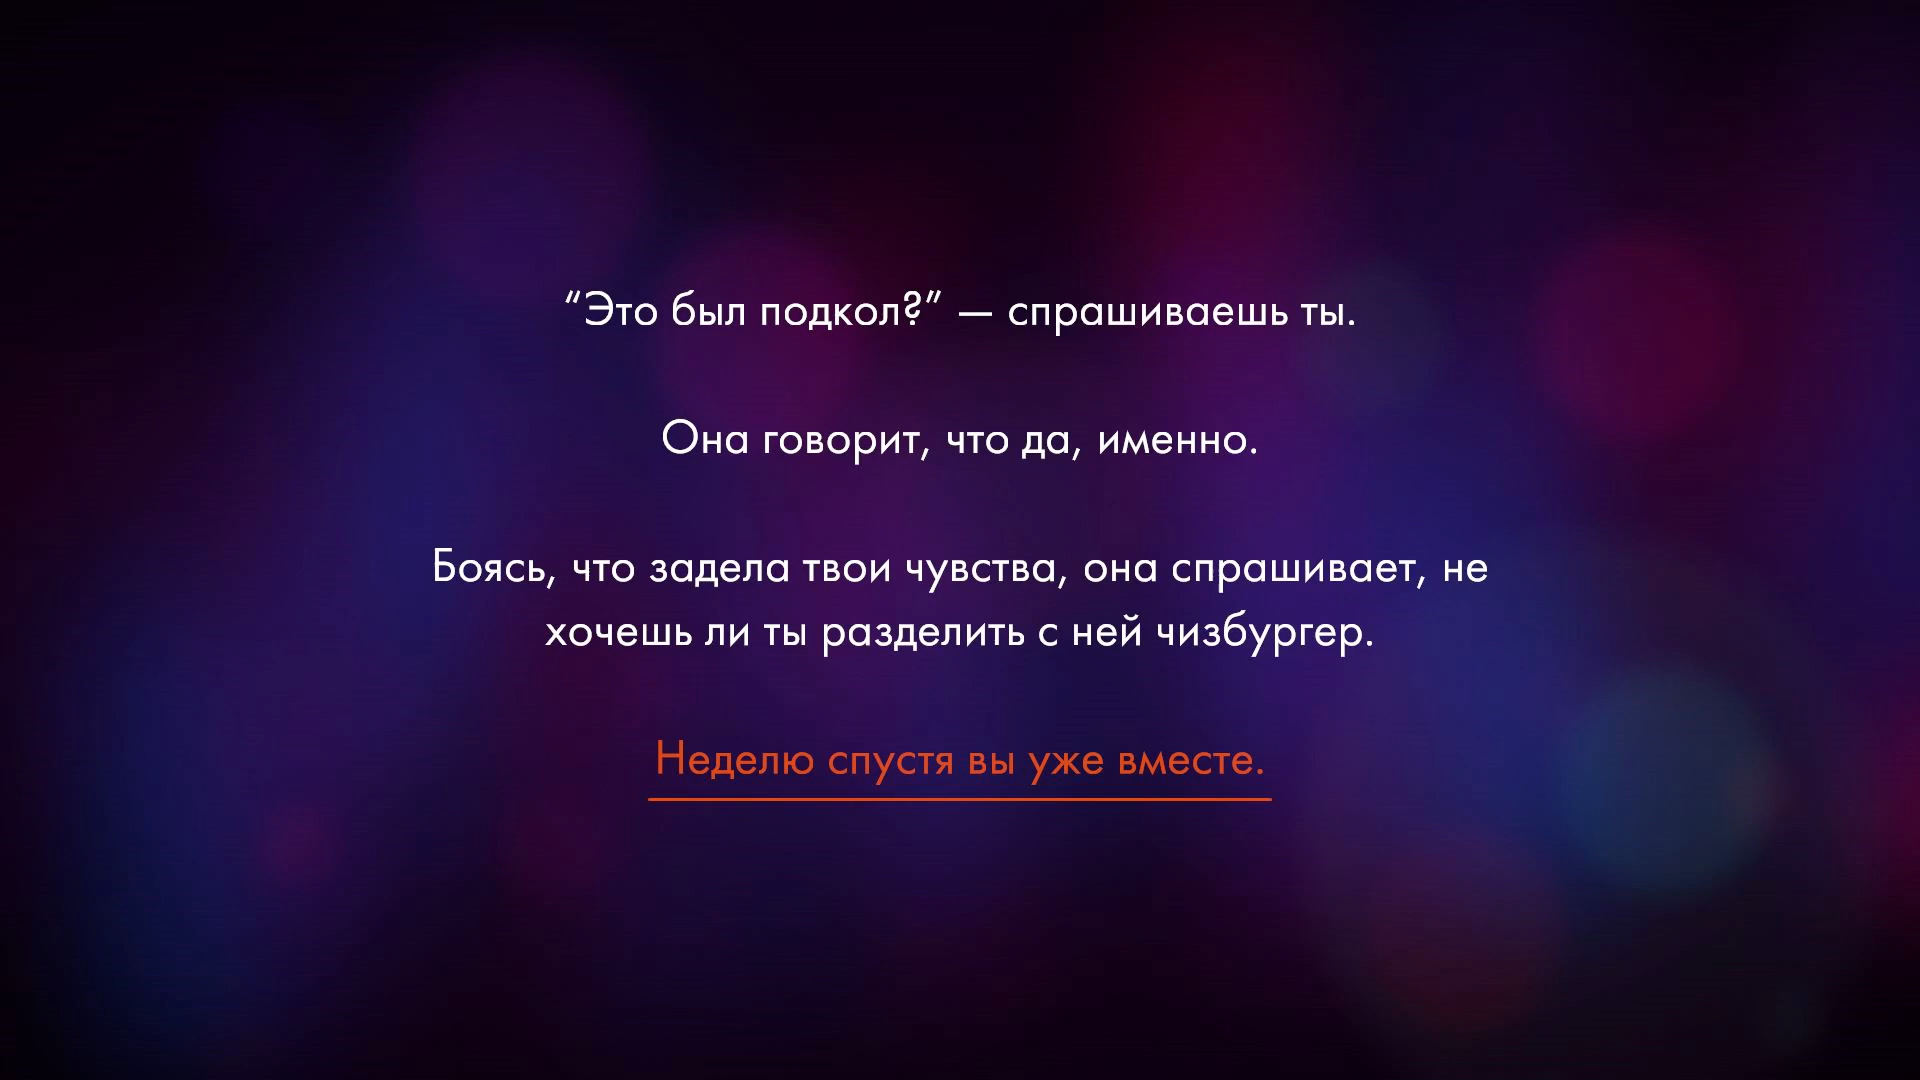 “Это был подкол?” — спрашиваешь ты.
Она говорит, что да, именно.
Боясь, что задела твои чувства, она спрашивает, не
хочешь ли ты разделить с ней чизбургер.
Неделю спустя вы уже вместе.